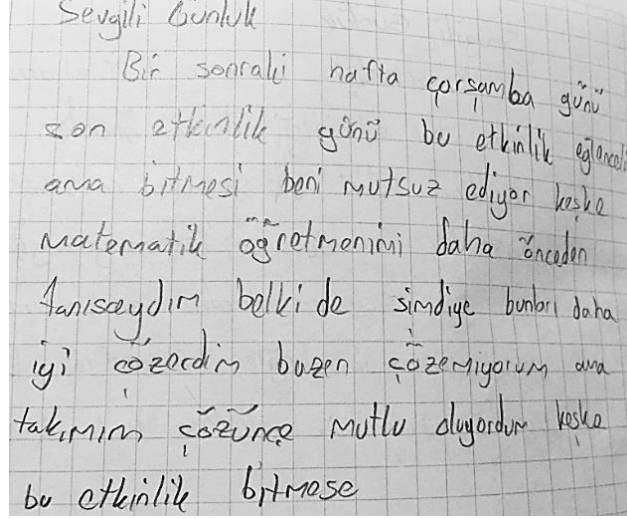 Sevgili Günlük
Bir sonraki hafta çarşamba günü
son etkinlik günü bu etkinlik eğlenceli
ama bitmesi beni mutsuz ediyor keşke
matematik öğretmenimi daha önceden
tanısaydım belki de simdiye bunları daha
iyi çözerdim bazen çözemiyorum ama
takımım çözünce mutlu oluyordum keşke
bu etkinlik bitmese